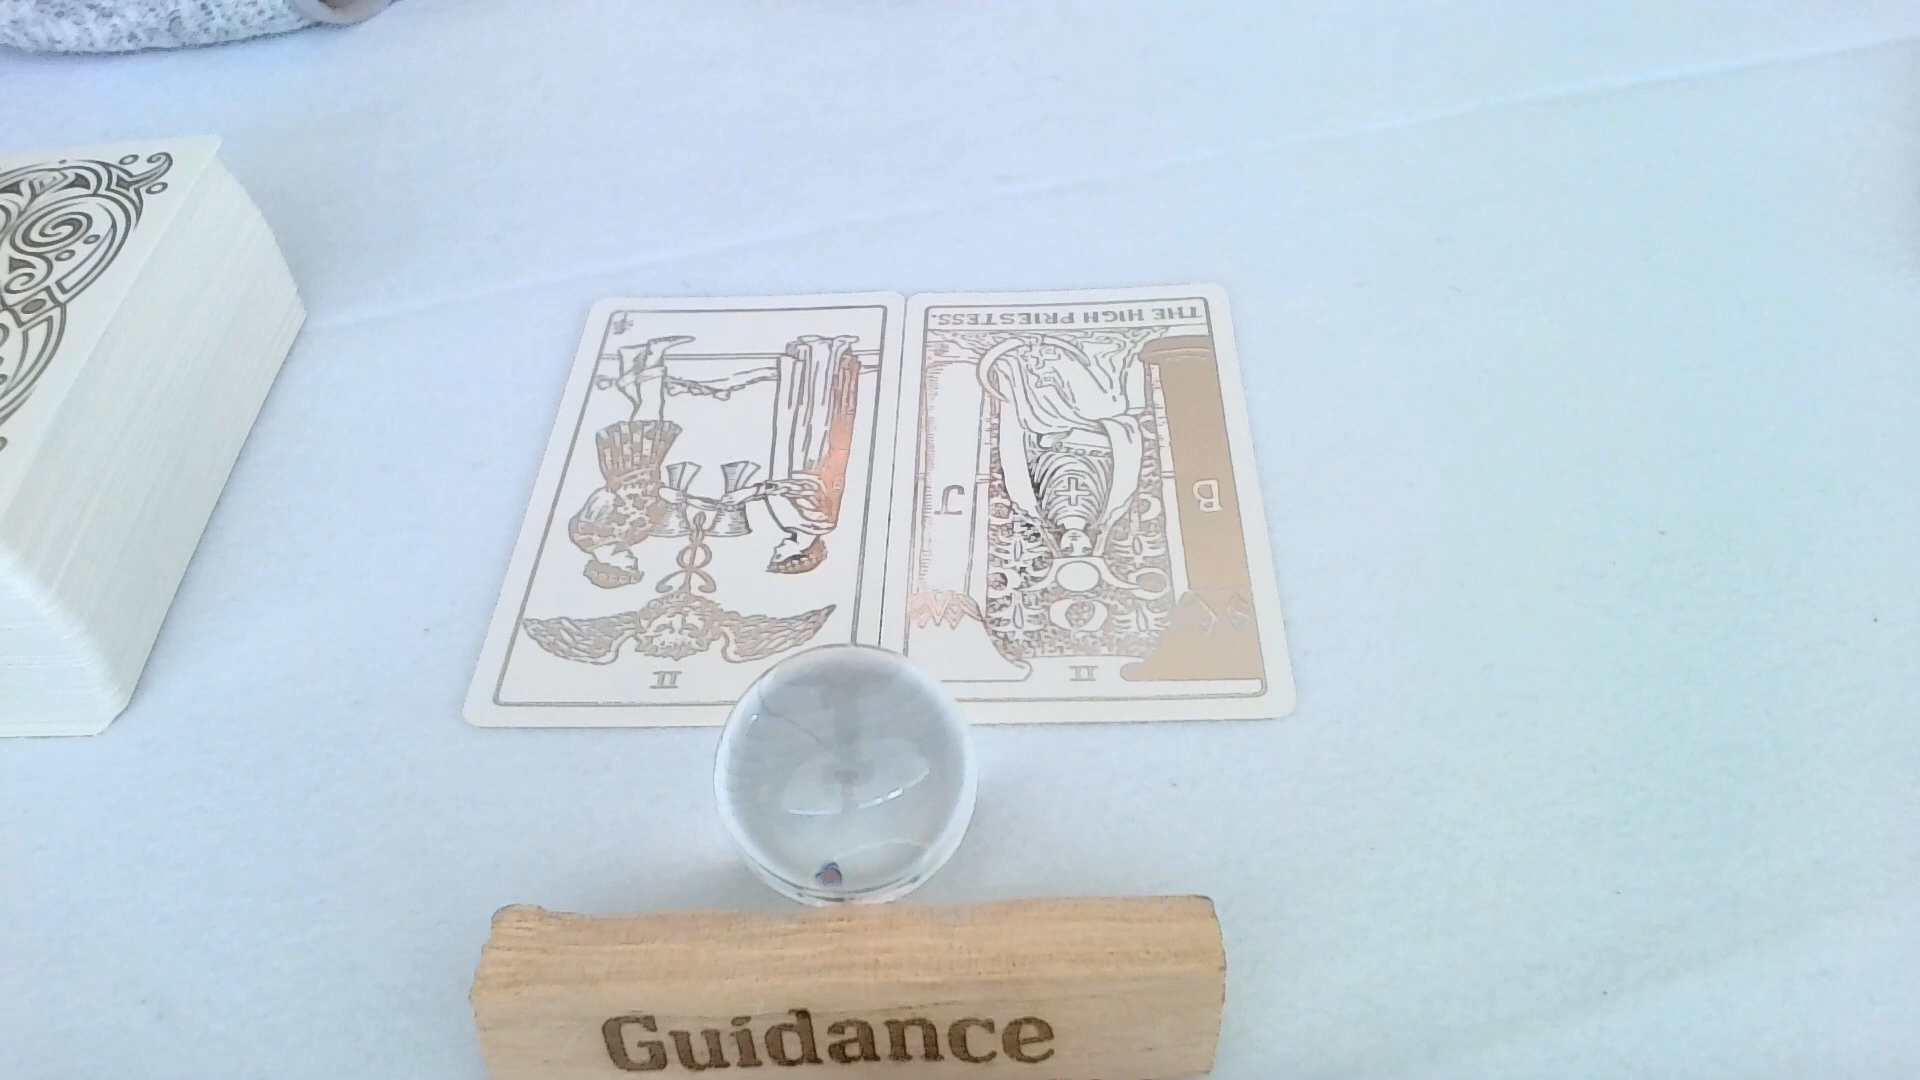 THE HIGH PRIESTESS.
J
B
II
II
Guidance